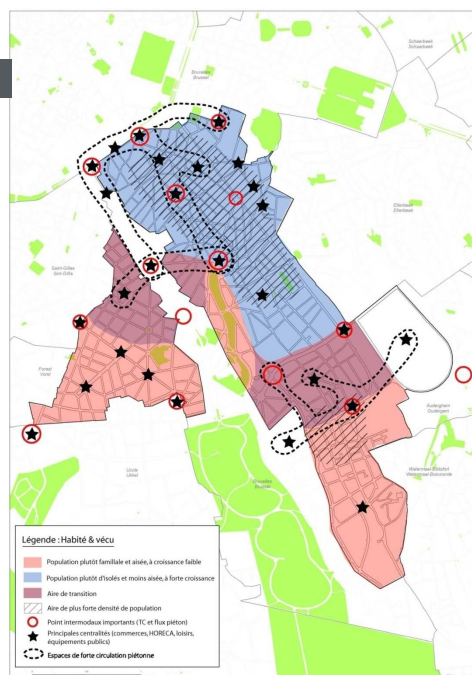 Schaerbeek
Schaarbeek
Bruxelles
Brussel
Etterbeek
Etterbeek
Saint-Gilles
Sint-Gillis
Forest
Vorst
Auderghem
Oudergem
Uccle
Ukkel
Bruxelles
Brussel
Watermael-Boitsfort
Watermaal-Bosvoorde
Légende : Habité & vécu
Population plutôt familiale et aisée, à croissance faible
Population plutôt d'isolés et moins aisée, à forte croissance
Aire de transition
Aire de plus forte densité de population
Point intermodaux importants (TC et flux piéton)
Principales centralités (commerces, HORECA, loisirs,
équipements publics)
Espaces de forte circulation piétonne